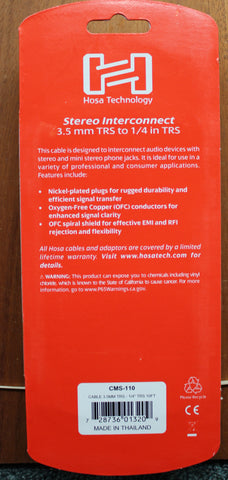 Hosa Technology
Stereo Interconnect
3.5 mm TRS to 1/4 in TRS
This cable is designed to interconnect audio devices with
stereo and mini stereo phone jacks. It is ideal for use in a
variety of professional and consumer applications.
Features include:
• Nickel-plated plugs for rugged durability and
efficient signal transfer
• Oxygen-Free Copper (OFC) conductors for
enhanced signal clarity
• OFC spiral shield for effective EMI and RFI
rejection and flexibility
All Hosa cables and adaptors are covered by a limited
lifetime warranty. Visit www.hosatech.com for
details.
⚠ WARNING: This product can expose you to chemicals including vinyl
chloride, which is known to the State of California to cause cancer. For more
information, go to www.P65Warnings.ca.gov.
Please Recycle
CMS-110
CABLE 3.5MM TRS - 1/4" TRS 10FT
7 28736 01320 9
MADE IN THAILAND
CE